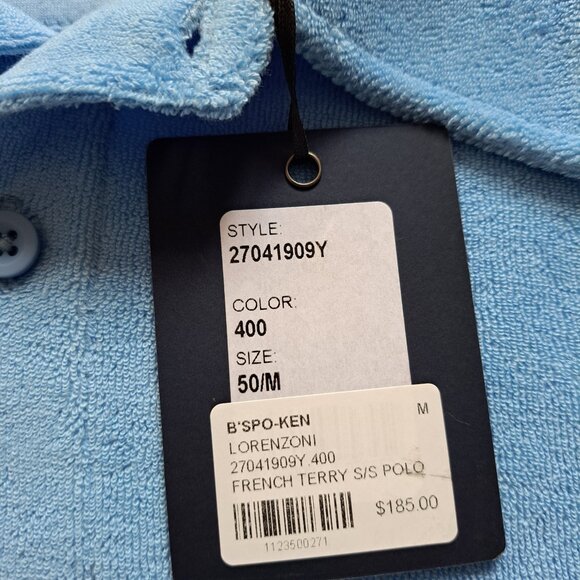 STYLE:
27041909Y
COLOR:
400
SIZE:
50/M
B'SPO-KEN M
LORENZONI
27041909Y.400
FRENCH TERRY S/S POLO
$185.00
1123500271